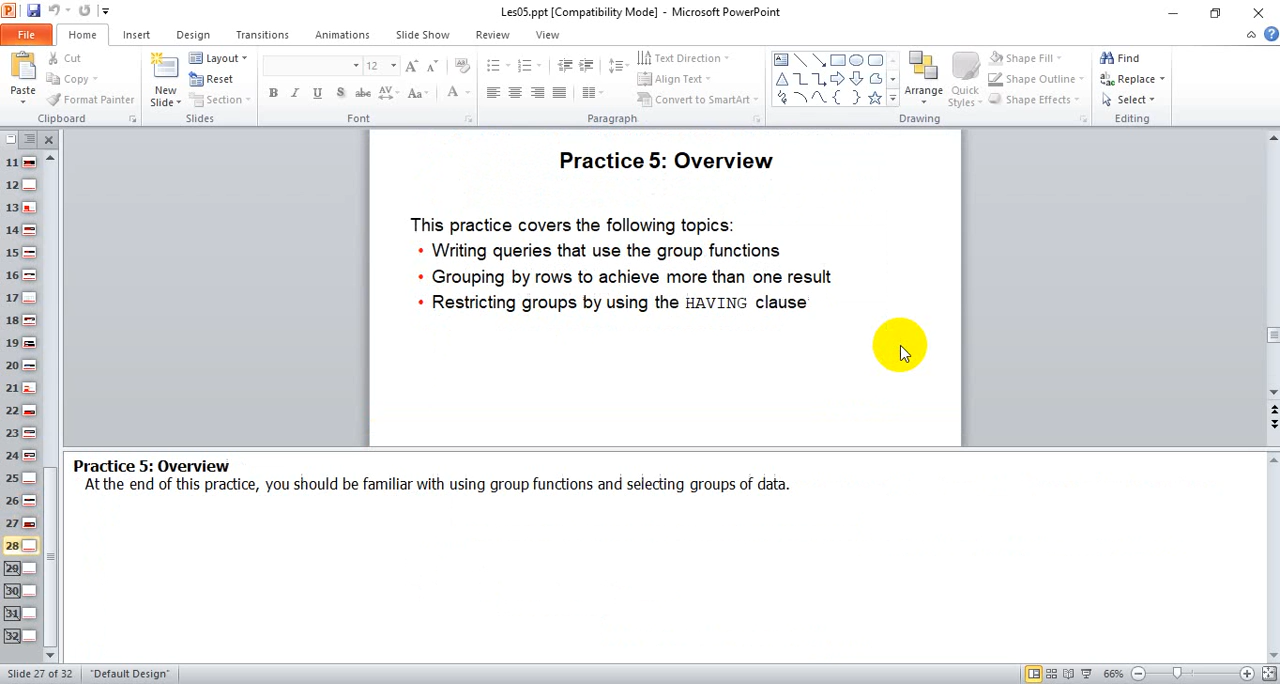 Les05.ppt [Compatibility Mode] - Microsoft PowerPoint
File Home Insert Design Transitions Animations Slide Show Review View
Paste
Cut
Copy
Format Painter
Clipboard
New
Slide
Layout
Reset
Section
Slides
12
B I U S abc AV Aa A
Font
Text Direction
Align Text
Convert to SmartArt
Paragraph
Arrange
Quick
Styles
Shape Fill
Shape Outline
Shape Effects
Drawing
Find
Replace
Select
Editing
11
12
13
14
15
16
17
18
19
20
21
22
23
24
25
26
27
28
29
30
31
32
Practice 5: Overview
This practice covers the following topics:
• Writing queries that use the group functions
• Grouping by rows to achieve more than one result
• Restricting groups by using the HAVING clause
Practice 5: Overview
At the end of this practice, you should be familiar with using group functions and selecting groups of data.
Slide 27 of 32 "Default Design" 66%